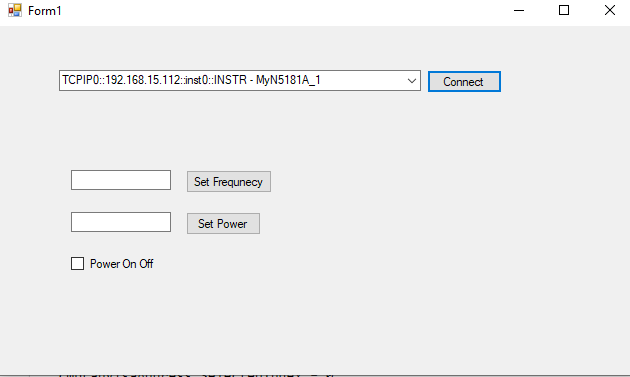 Form1
TCPIP0::192.168.15.112::inst0::INSTR - MyN5181A_1
Connect
Set Frequnecy
Set Power
Power On Off